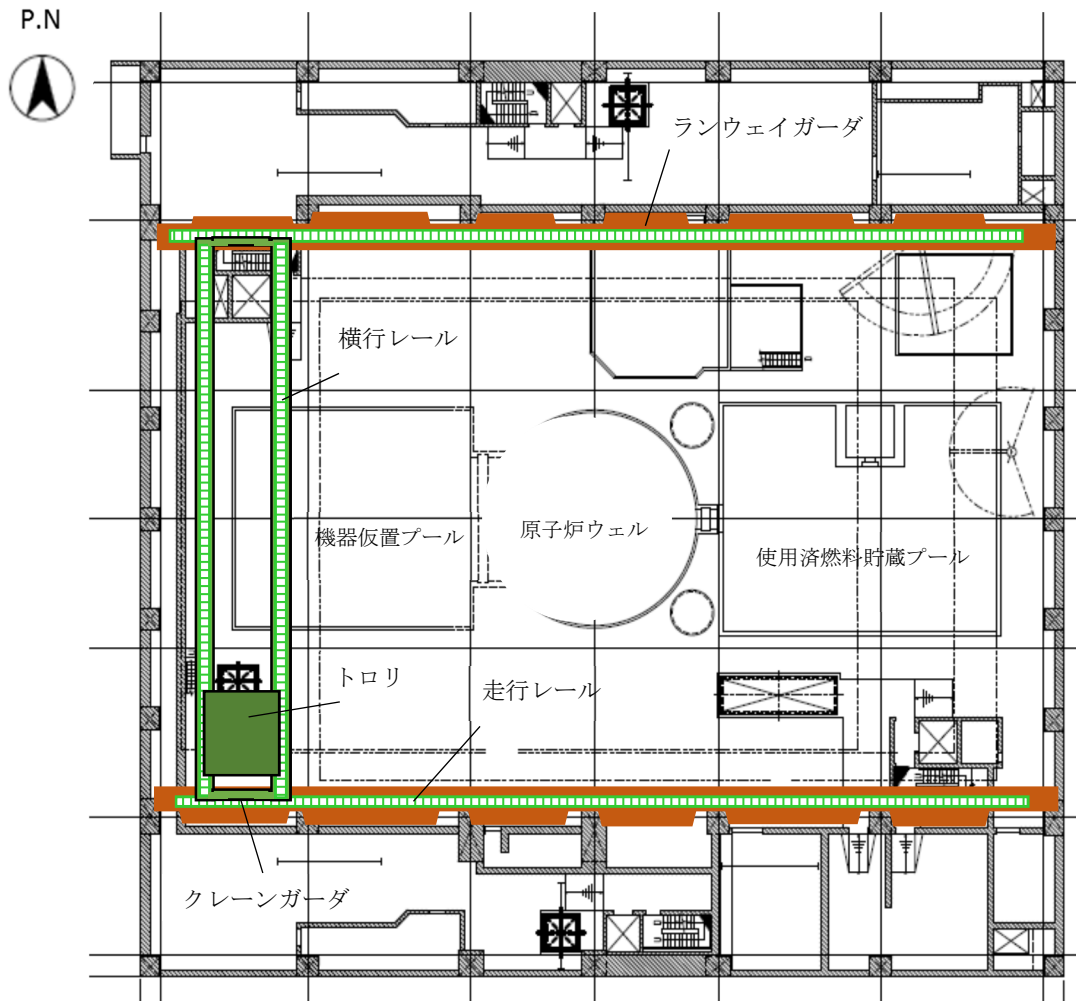 P.N
ランウェイガーダ
横行レール
機器仮置プール
原子炉ウェル
使用済燃料貯蔵プール
トロリ
走行レール
クレーンガーダ